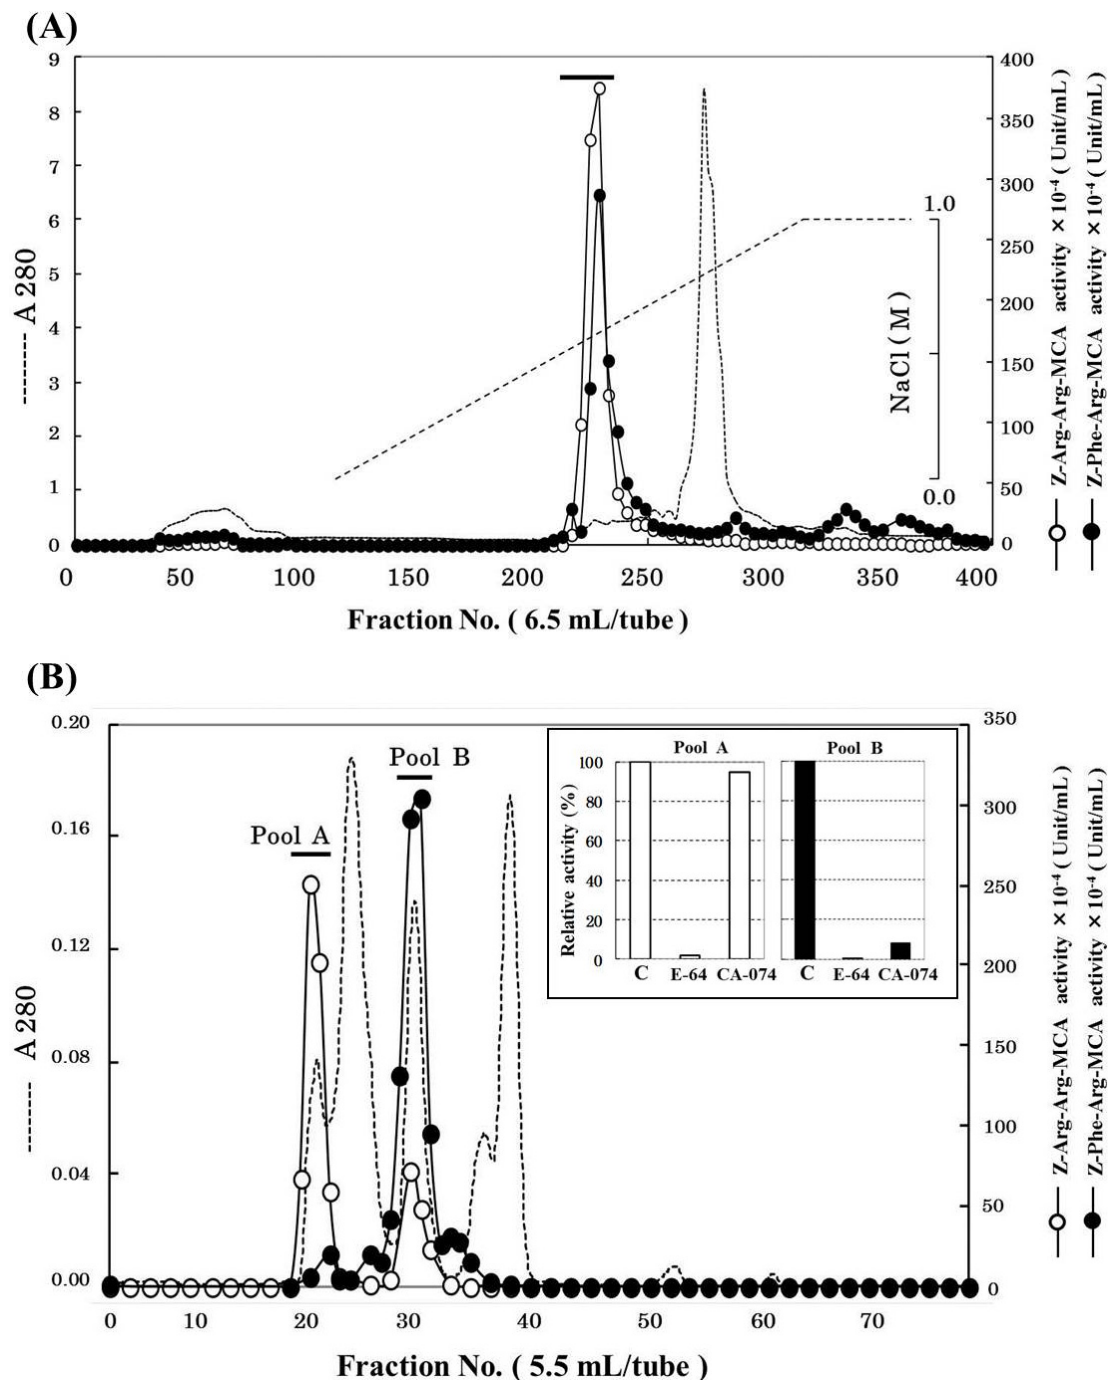 (A)
9
8
7
6
5
4
3
2
1
0
A 280
400
350
300
250
200
150
100
50
0
1.0
0.0
NaCl ( M )
Z-Arg-Arg-MCA activity ×10⁻⁴ ( Unit/mL)
Z-Phe-Arg-MCA activity ×10⁻⁴ ( Unit/mL)
0 50 100 150 200 250 300 350 400
Fraction No. ( 6.5 mL/tube )
(B)
0.20
0.16
0.12
0.08
0.04
0.00
A 280
Pool A
Pool B
Pool A Pool B
100
80
60
40
20
0
Relative activity (%)
C E-64 CA-074 C E-64 CA-074
350
300
250
200
150
100
50
0
Z-Arg-Arg-MCA activity ×10⁻⁴ ( Unit/mL)
Z-Phe-Arg-MCA activity ×10⁻⁴ ( Unit/mL)
0 10 20 30 40 50 60 70
Fraction No. ( 5.5 mL/tube )